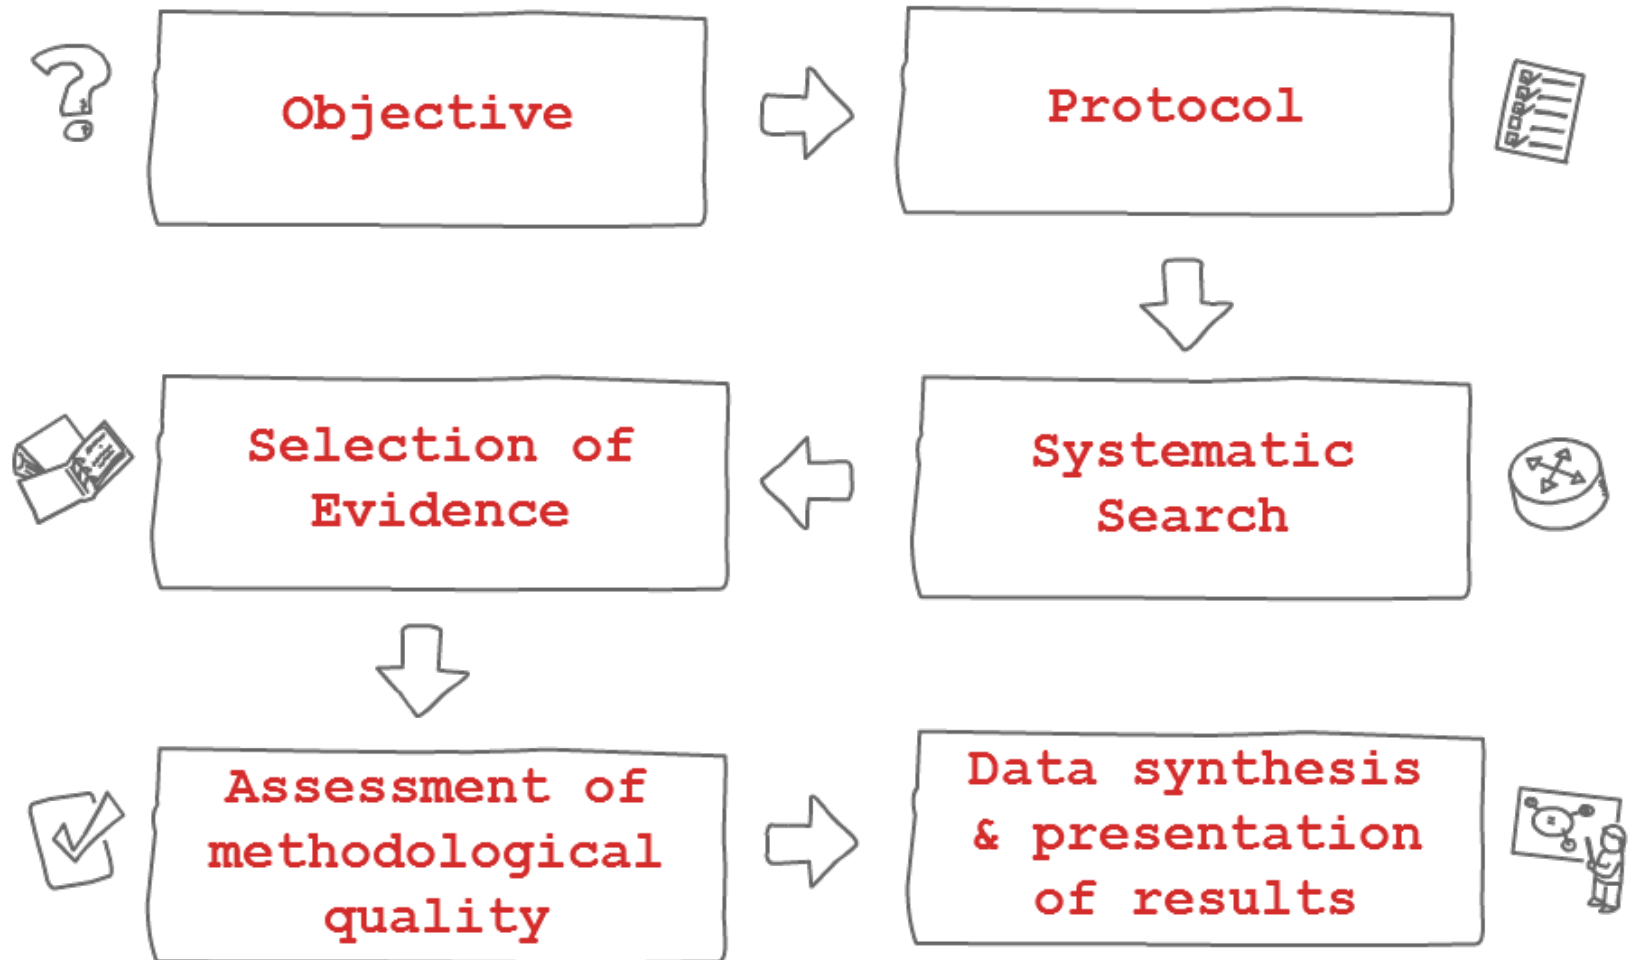 Objective
Protocol
Systematic
Search
Selection of
Evidence
Assessment of
methodological
quality
Data synthesis
& presentation
of results